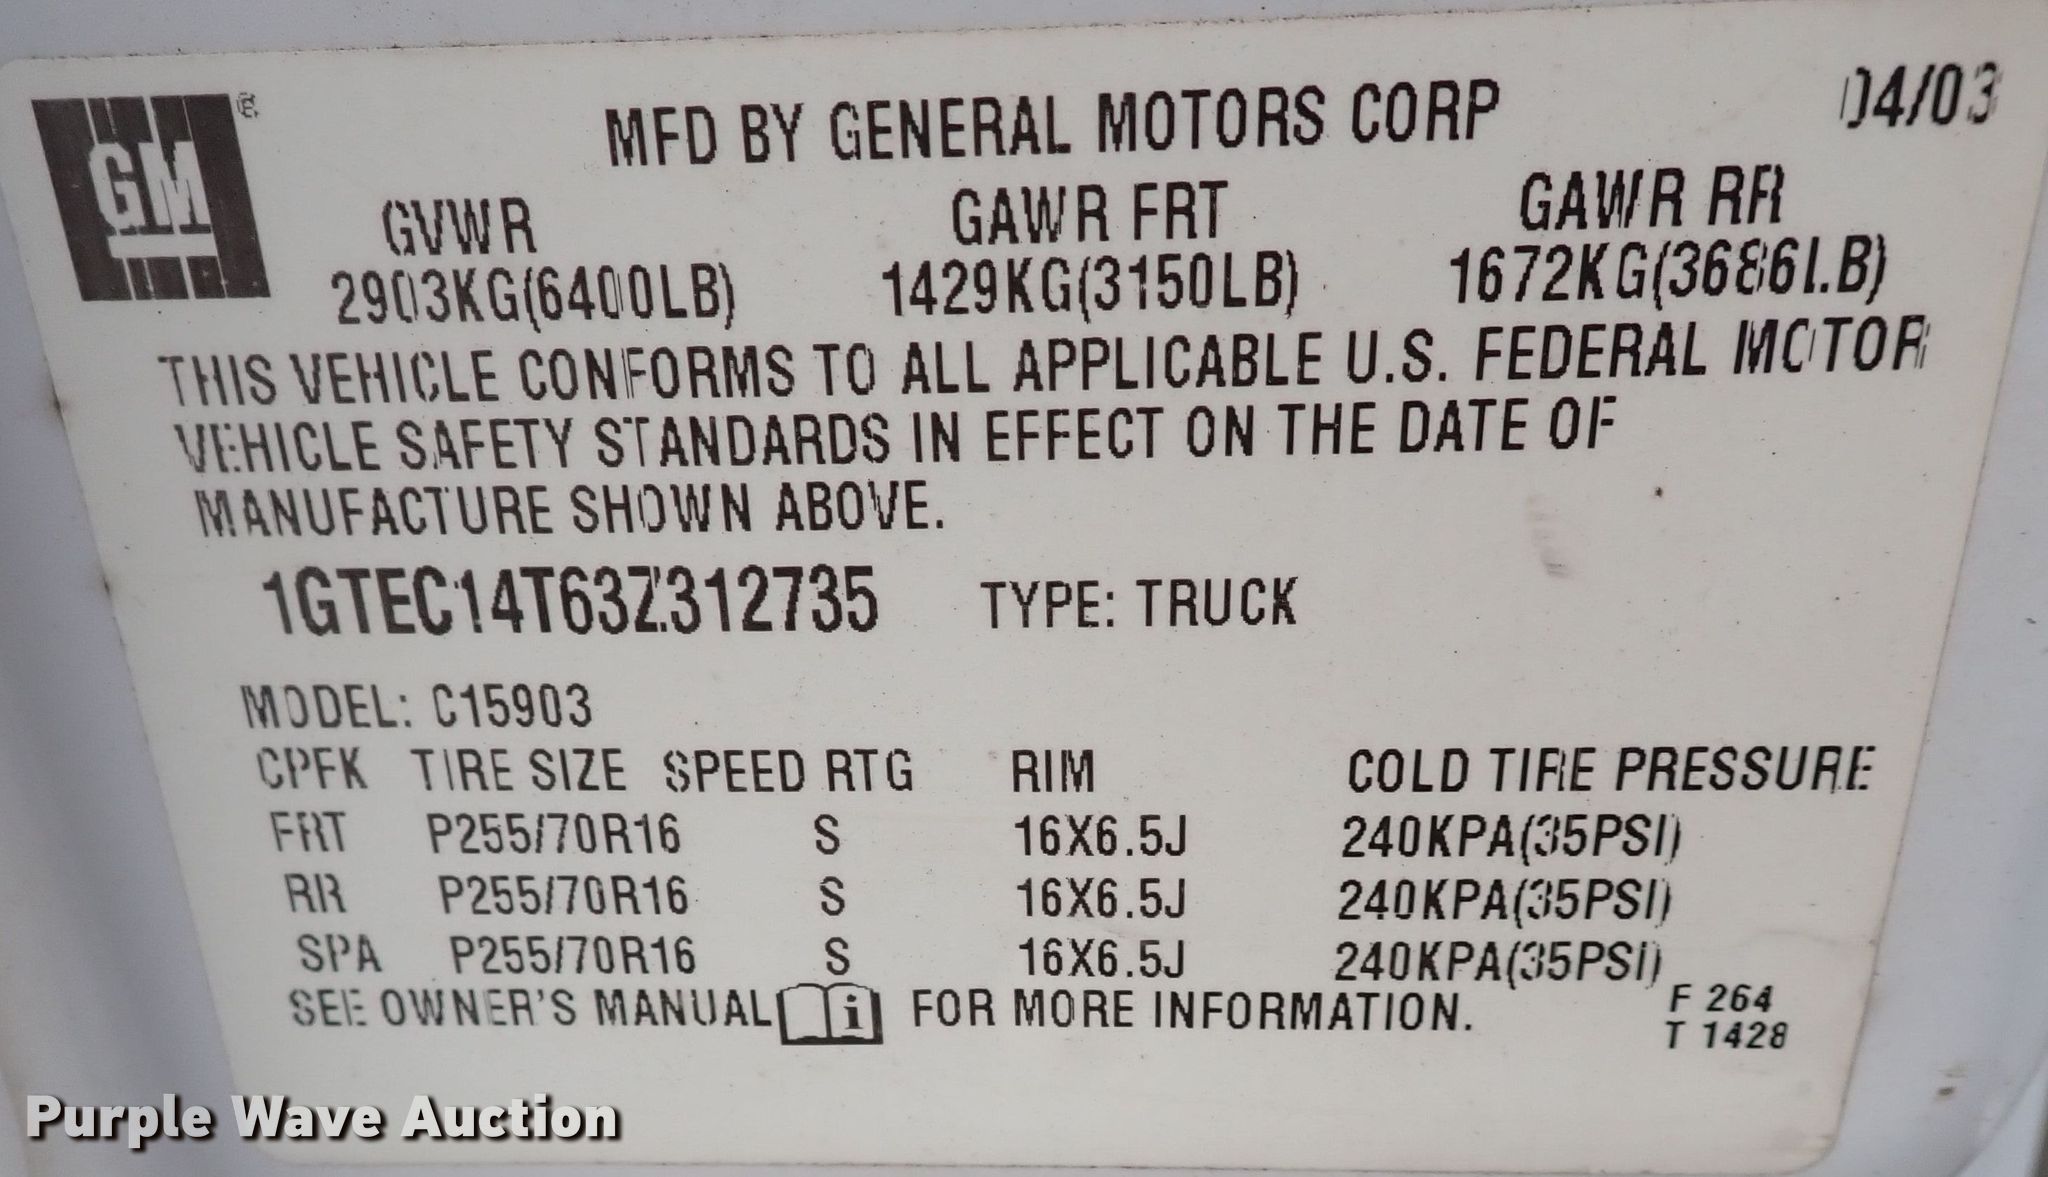 GM ®
MFD BY GENERAL MOTORS CORP 04/03
GVWR GAWR FRT GAWR RR
2903KG(6400LB) 1429KG(3150LB) 1672KG(3686LB)
THIS VEHICLE CONFORMS TO ALL APPLICABLE U.S. FEDERAL MOTOR
VEHICLE SAFETY STANDARDS IN EFFECT ON THE DATE OF
MANUFACTURE SHOWN ABOVE.
1GTEC14T63Z312735 TYPE: TRUCK
MODEL: C15903
CPFK TIRE SIZE SPEED RTG RIM COLD TIRE PRESSURE
FRT P255/70R16 S 16X6.5J 240KPA(35PSI)
RR P255/70R16 S 16X6.5J 240KPA(35PSI)
SPA P255/70R16 S 16X6.5J 240KPA(35PSI)
SEE OWNER'S MANUAL i FOR MORE INFORMATION.
F 264
T 1428
Purple Wave Auction